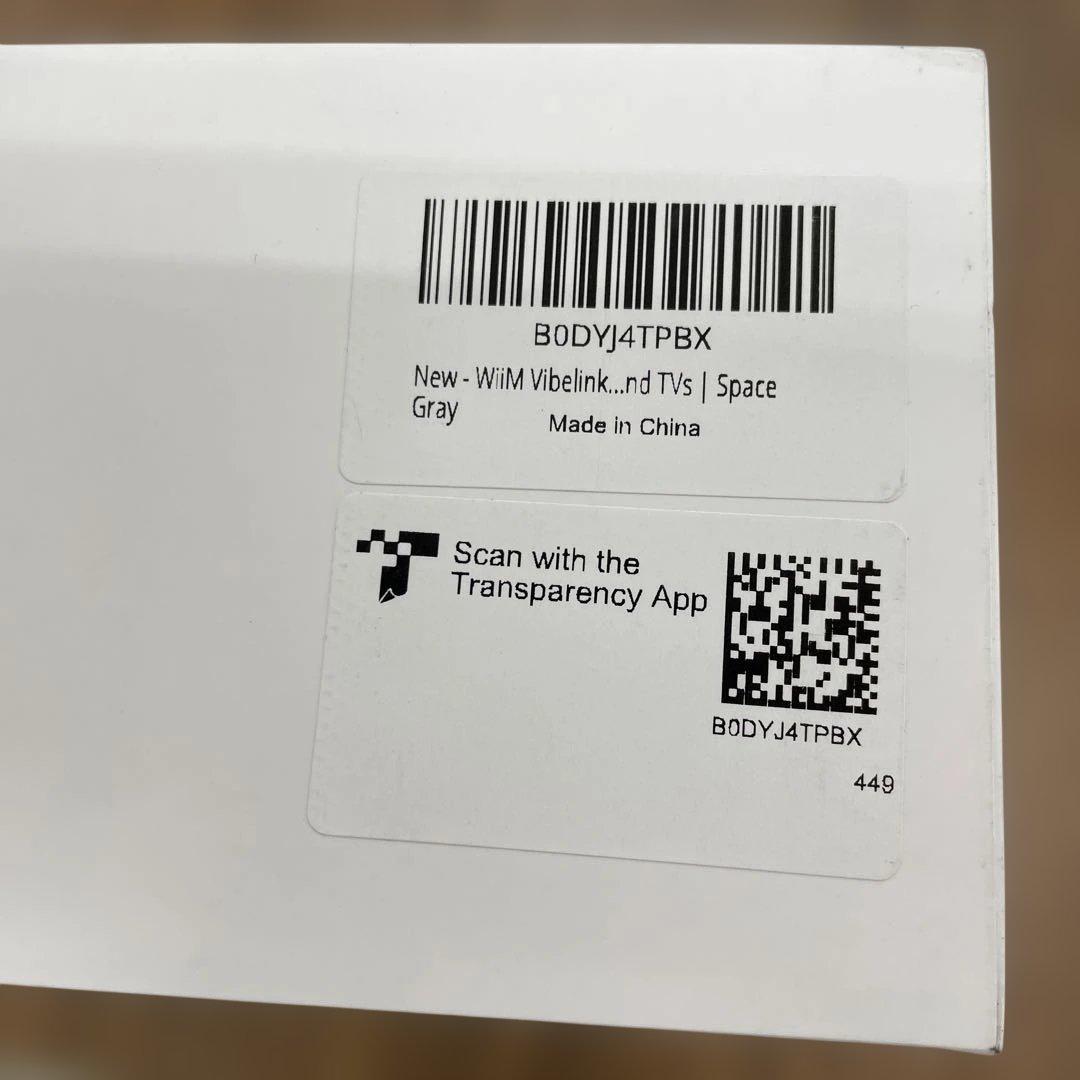 B0DYJ4TPBX
New - WiiM Vibelink...nd TVs | Space
Gray
Made in China
Scan with the
Transparency App
B0DYJ4TPBX
449